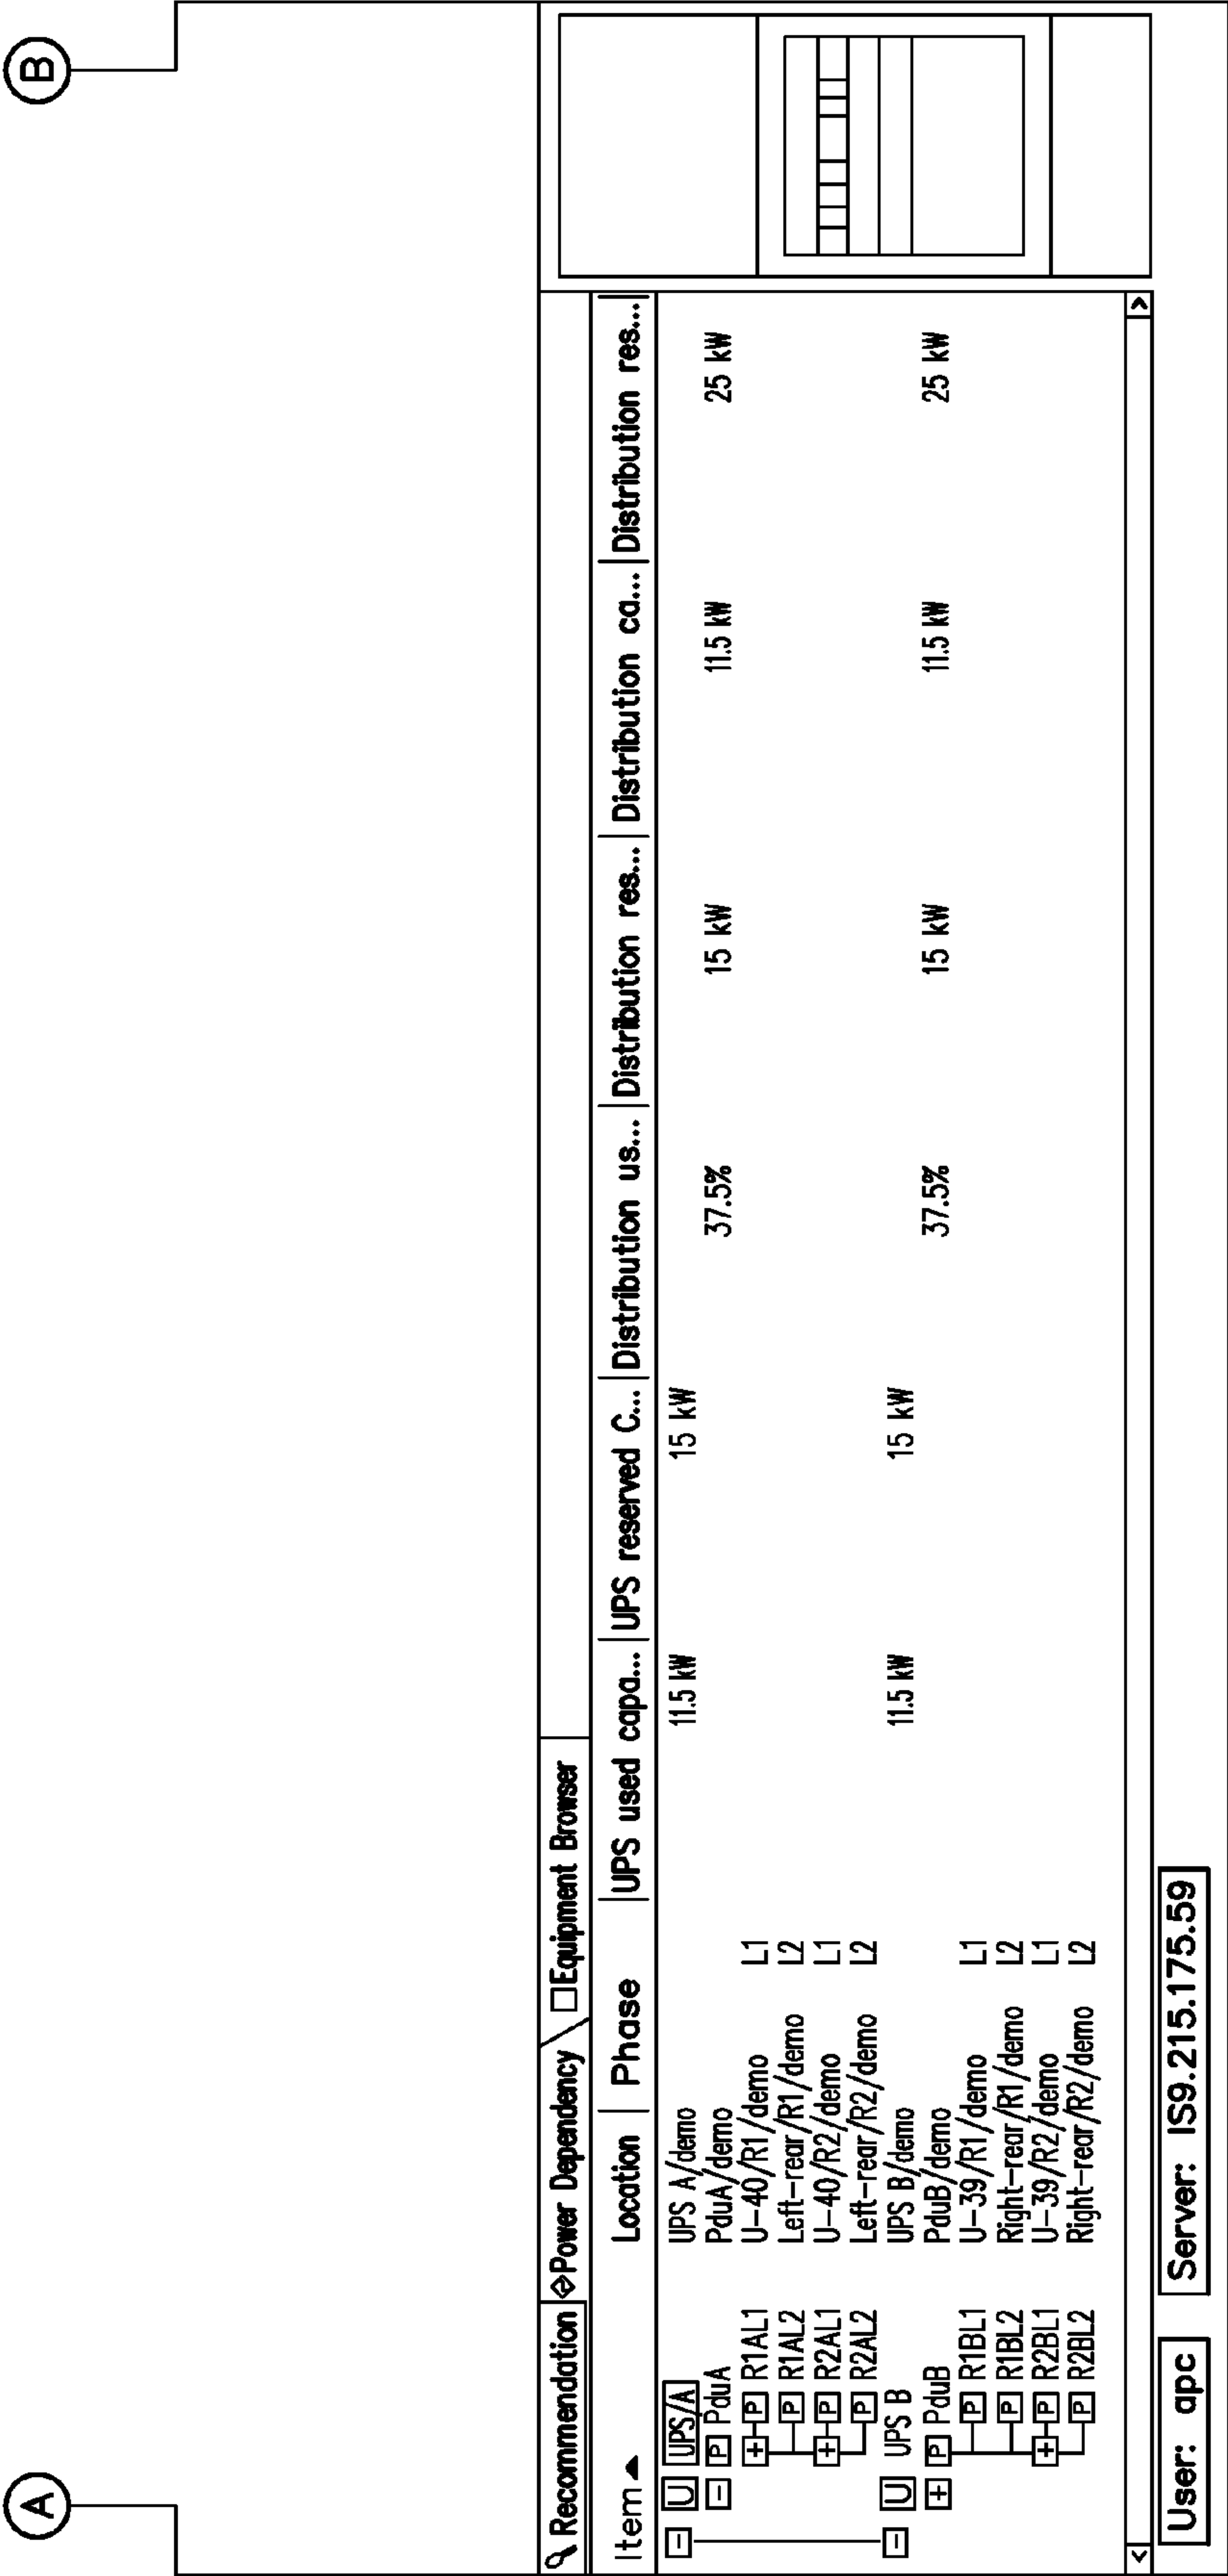 A
B
Recommendation Power Dependency Equipment Browser
Item Location Phase UPS used capa... UPS reserved C... Distribution us... Distribution res... Distribution ca... Distribution res...
- U UPS/A UPS A/demo 11.5 kW 15 kW
- P PduA PduA/demo 37.5% 15 kW 11.5 kW 25 kW
+ P R1AL1 U-40/R1/demo L1
P R1AL2 Left-rear/R1/demo L2
+ P R2AL1 U-40/R2/demo L1
P R2AL2 Left-rear/R2/demo L2
- U UPS B UPS B/demo 11.5 kW 15 kW
+ P PduB PduB/demo 37.5% 15 kW 11.5 kW 25 kW
P R1BL1 U-39/R1/demo L1
P R1BL2 Right-rear/R1/demo L2
+ P R2BL1 U-39/R2/demo L1
P R2BL2 Right-rear/R2/demo L2
< >
User: apc Server: IS9.215.175.59